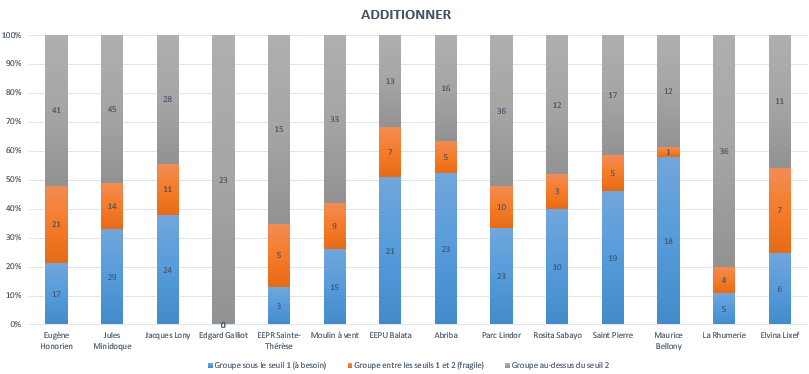 ADDITIONNER
100%
90%
80%
70%
60%
50%
40%
30%
20%
10%
0%
41 45 28 23 15 33 13 16 36 12 17 12 36 11
21 14 11 0 5 9 7 5 10 3 5 1 4 7
17 29 24 0 3 15 21 23 23 10 19 18 5 6
Eugène Honorien
Jules Minidoque
Jacques Lony
Edgard Galliot
EEPR Sainte-Thérèse
Moulin à vent
EEPU Balata
Abriba
Parc Lindor
Rosita Sabayo
Saint Pierre
Maurice Bellony
La Rhumerie
Elvina Lixef
Groupe sous le seuil 1 (à besoin)
Groupe entre les seuils 1 et 2 (fragile)
Groupe au-dessus du seuil 2